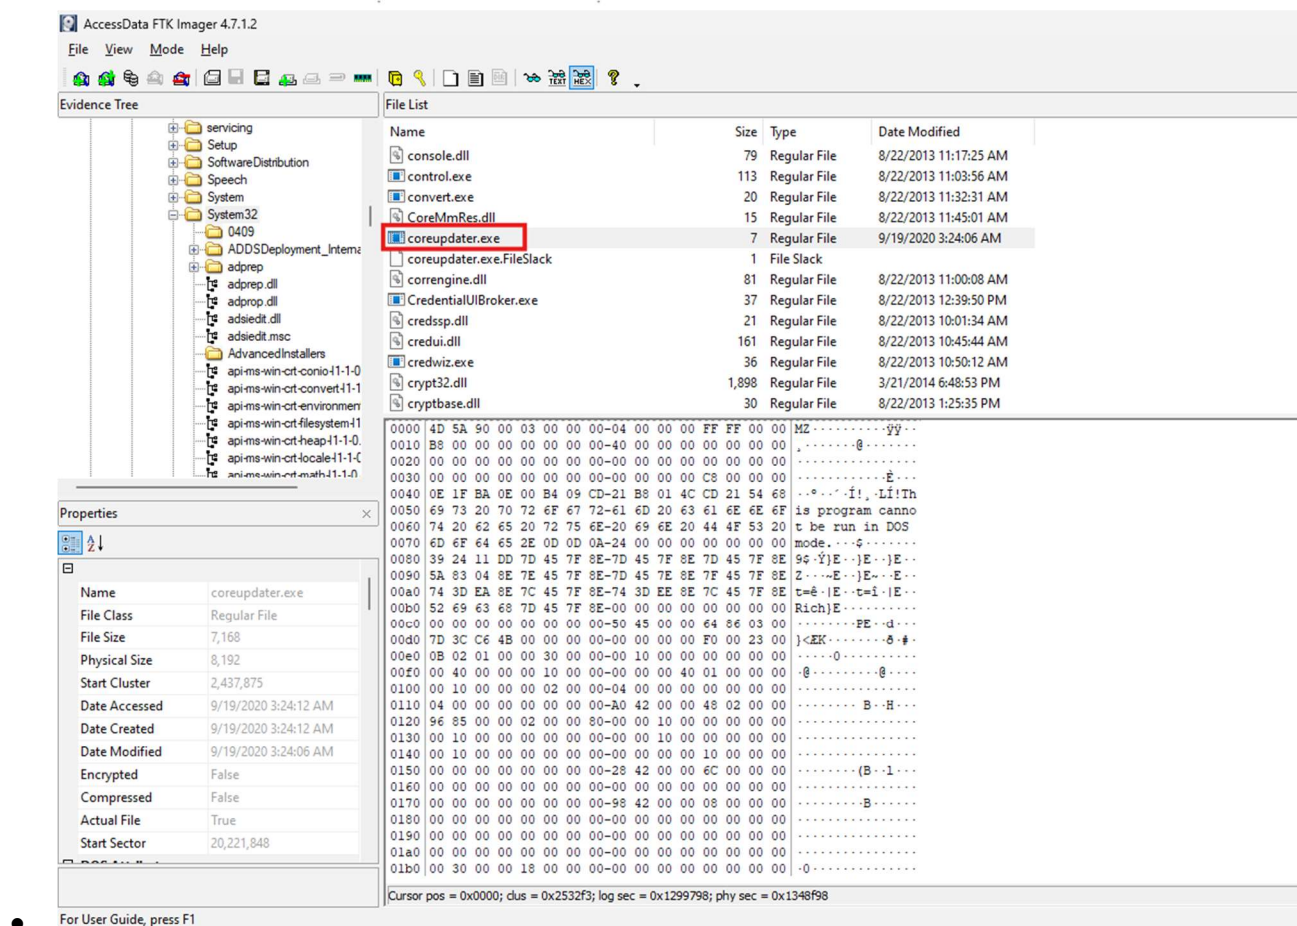 AccessData FTK Imager 4.7.1.2
File View Mode Help
Evidence Tree
servicing
Setup
SoftwareDistribution
Speech
System
System32
0409
ADDSDeployment_Interna
adprep
adprep.dll
adprop.dll
adsiedit.dll
adsiedit.msc
AdvancedInstallers
api-ms-win-crt-conio-l1-1-0
api-ms-win-crt-convert-l1-1
api-ms-win-crt-environmen
api-ms-win-crt-filesystem-l1
api-ms-win-crt-heap-l1-1-0.
api-ms-win-crt-locale-l1-1-0
api-ms-win-crt-math-l1-1-0
File List
Name Size Type Date Modified
console.dll 79 Regular File 8/22/2013 11:17:25 AM
control.exe 113 Regular File 8/22/2013 11:03:56 AM
convert.exe 20 Regular File 8/22/2013 11:32:31 AM
CoreMmRes.dll 15 Regular File 8/22/2013 11:45:01 AM
coreupdater.exe 7 Regular File 9/19/2020 3:24:06 AM
coreupdater.exe.FileSlack 1 File Slack
correngine.dll 81 Regular File 8/22/2013 11:00:08 AM
CredentialUIBroker.exe 37 Regular File 8/22/2013 12:39:50 PM
credssp.dll 21 Regular File 8/22/2013 10:01:34 AM
credui.dll 161 Regular File 8/22/2013 10:45:44 AM
credwiz.exe 36 Regular File 8/22/2013 10:50:12 AM
crypt32.dll 1,898 Regular File 3/21/2014 6:48:53 PM
cryptbase.dll 30 Regular File 8/22/2013 1:25:35 PM
Properties
Name coreupdater.exe
File Class Regular File
File Size 7,168
Physical Size 8,192
Start Cluster 2,437,875
Date Accessed 9/19/2020 3:24:12 AM
Date Created 9/19/2020 3:24:12 AM
Date Modified 9/19/2020 3:24:06 AM
Encrypted False
Compressed False
Actual File True
Start Sector 20,221,848
0000 4D 5A 90 00 03 00 00 00-04 00 00 00 FF FF 00 00 MZ··········ÿÿ··
0010 B8 00 00 00 00 00 00 00-40 00 00 00 00 00 00 00 ¸·······@·······
0020 00 00 00 00 00 00 00 00-00 00 00 00 00 00 00 00 ················
0030 00 00 00 00 00 00 00 00-00 00 00 00 C8 00 00 00 ············È···
0040 0E 1F BA 0E 00 B4 09 CD-21 B8 01 4C CD 21 54 68 ··º··´·Í!¸·LÍ!Th
0050 69 73 20 70 72 6F 67 72-61 6D 20 63 61 6E 6E 6F is program canno
0060 74 20 62 65 20 72 75 6E-20 69 6E 20 44 4F 53 20 t be run in DOS
0070 6D 6F 64 65 2E 0D 0D 0A-24 00 00 00 00 00 00 00 mode.···$·······
0080 39 24 11 DD 7D 45 7F 8E-7D 45 7F 8E 7D 45 7F 8E 9$·Ý}E··}E··}E··
0090 5A 83 04 8E 7E 45 7F 8E-7D 45 7E 8E 7F 45 7F 8E Z···~E··}E~··E··
00a0 74 3D EA 8E 7C 45 7F 8E-74 3D EE 8E 7C 45 7F 8E t=ê·|E··t=î·|E··
00b0 52 69 63 68 7D 45 7F 8E-00 00 00 00 00 00 00 00 Rich}E··········
00c0 00 00 00 00 00 00 00 00-50 45 00 00 64 86 03 00 ········PE··d···
00d0 7D 3C C6 4B 00 00 00 00-00 00 00 00 F0 00 23 00 }<ÆK········ð·#·
00e0 0B 02 01 00 00 30 00 00-00 10 00 00 00 00 00 00 ·····0··········
00f0 00 40 00 00 00 10 00 00-00 00 00 40 01 00 00 00 ·@·········@····
0100 00 10 00 00 00 02 00 00-04 00 00 00 00 00 00 00 ················
0110 04 00 00 00 00 00 00 00-A0 42 00 00 48 02 00 00 ········ B··H···
0120 96 85 00 00 02 00 00 80-00 00 10 00 00 00 00 00 ················
0130 00 10 00 00 00 00 00 00-00 00 10 00 00 00 00 00 ················
0140 00 10 00 00 00 00 00 00-00 00 00 00 10 00 00 00 ················
0150 00 00 00 00 00 00 00 00-28 42 00 00 6C 00 00 00 ········(B··l···
0160 00 00 00 00 00 00 00 00-00 00 00 00 00 00 00 00 ················
0170 00 00 00 00 00 00 00 00-98 42 00 00 08 00 00 00 ·········B······
0180 00 00 00 00 00 00 00 00-00 00 00 00 00 00 00 00 ················
0190 00 00 00 00 00 00 00 00-00 00 00 00 00 00 00 00 ················
01a0 00 00 00 00 00 00 00 00-00 00 00 00 00 00 00 00 ················
01b0 00 30 00 00 18 00 00 00-00 00 00 00 00 00 00 00 ·0··············
Cursor pos = 0x0000; clus = 0x2532f3; log sec = 0x1299798; phy sec = 0x1348f98
For User Guide, press F1